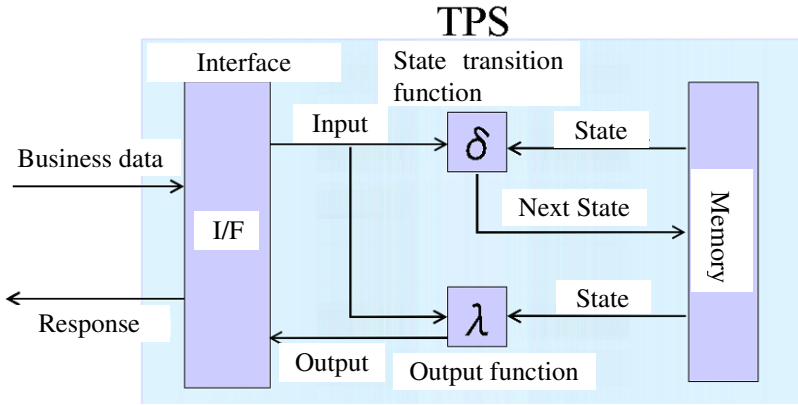 TPS
Interface
State transition
function
Input
δ
State
Business data
Next State
I/F
Memory
State
Response
λ
Output
Output function